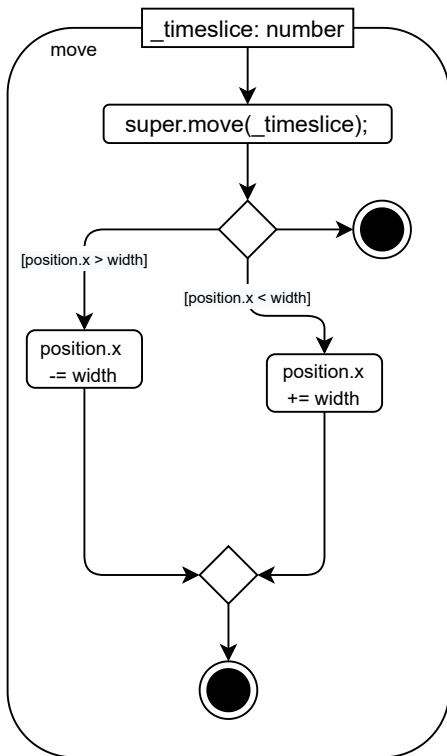 _timeslice: number
move
super.move(_timeslice);
[position.x > width]
[position.x < width]
position.x
-= width
position.x
+= width